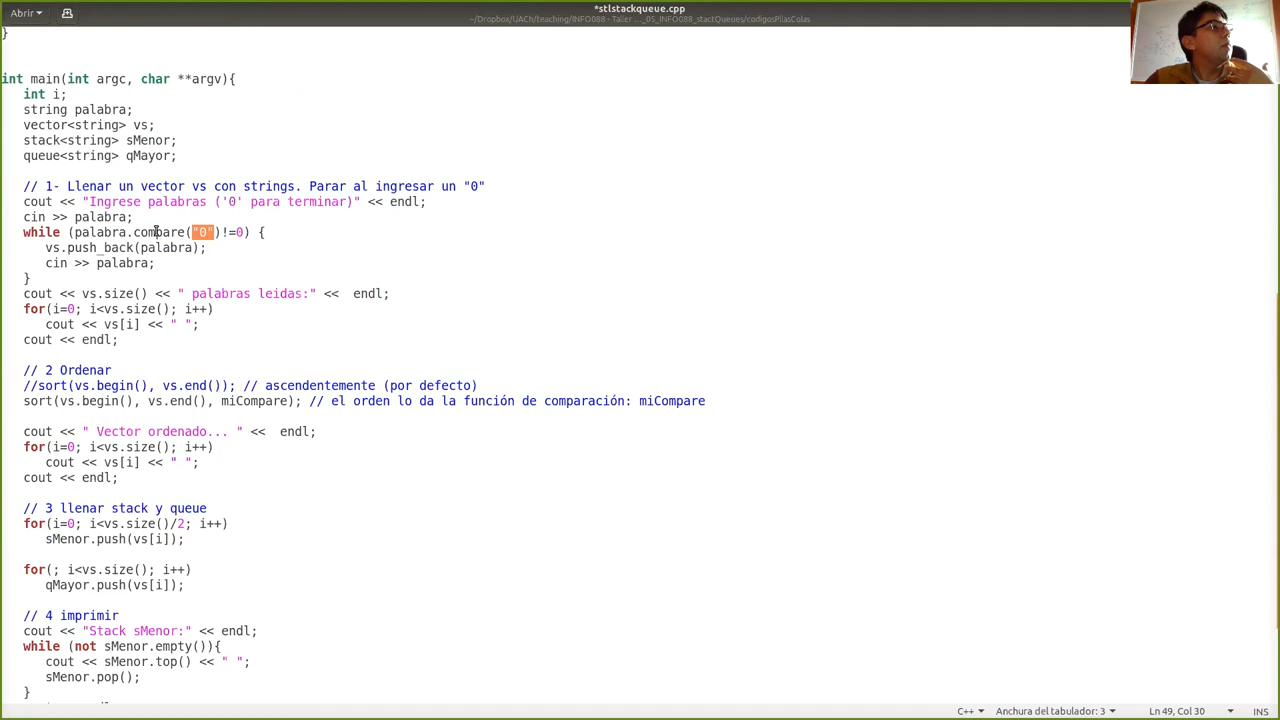 Abrir
*stlstackqueue.cpp
~/Dropbox/UACh/teaching/INFO088 - Taller ..._05_INFO088_stactQueues/codigosPilasColas
}
int main(int argc, char **argv){
int i;
string palabra;
vector<string> vs;
stack<string> sMenor;
queue<string> qMayor;
// 1- Llenar un vector vs con strings. Parar al ingresar un "0"
cout << "Ingrese palabras ('0' para terminar)" << endl;
cin >> palabra;
while (palabra.compare("0")!=0) {
vs.push_back(palabra);
cin >> palabra;
}
cout << vs.size() << " palabras leidas:" <<  endl;
for(i=0; i<vs.size(); i++)
cout << vs[i] << " ";
cout << endl;
// 2 Ordenar
//sort(vs.begin(), vs.end()); // ascendentemente (por defecto)
sort(vs.begin(), vs.end(), miCompare); // el orden lo da la función de comparación: miCompare
cout << " Vector ordenado... " <<  endl;
for(i=0; i<vs.size(); i++)
cout << vs[i] << " ";
cout << endl;
// 3 llenar stack y queue
for(i=0; i<vs.size()/2; i++)
sMenor.push(vs[i]);
for(; i<vs.size(); i++)
qMayor.push(vs[i]);
// 4 imprimir
cout << "Stack sMenor:" << endl;
while (not sMenor.empty()){
cout << sMenor.top() << " ";
sMenor.pop();
}
C++ Anchura del tabulador: 3 Ln 49, Col 30 INS